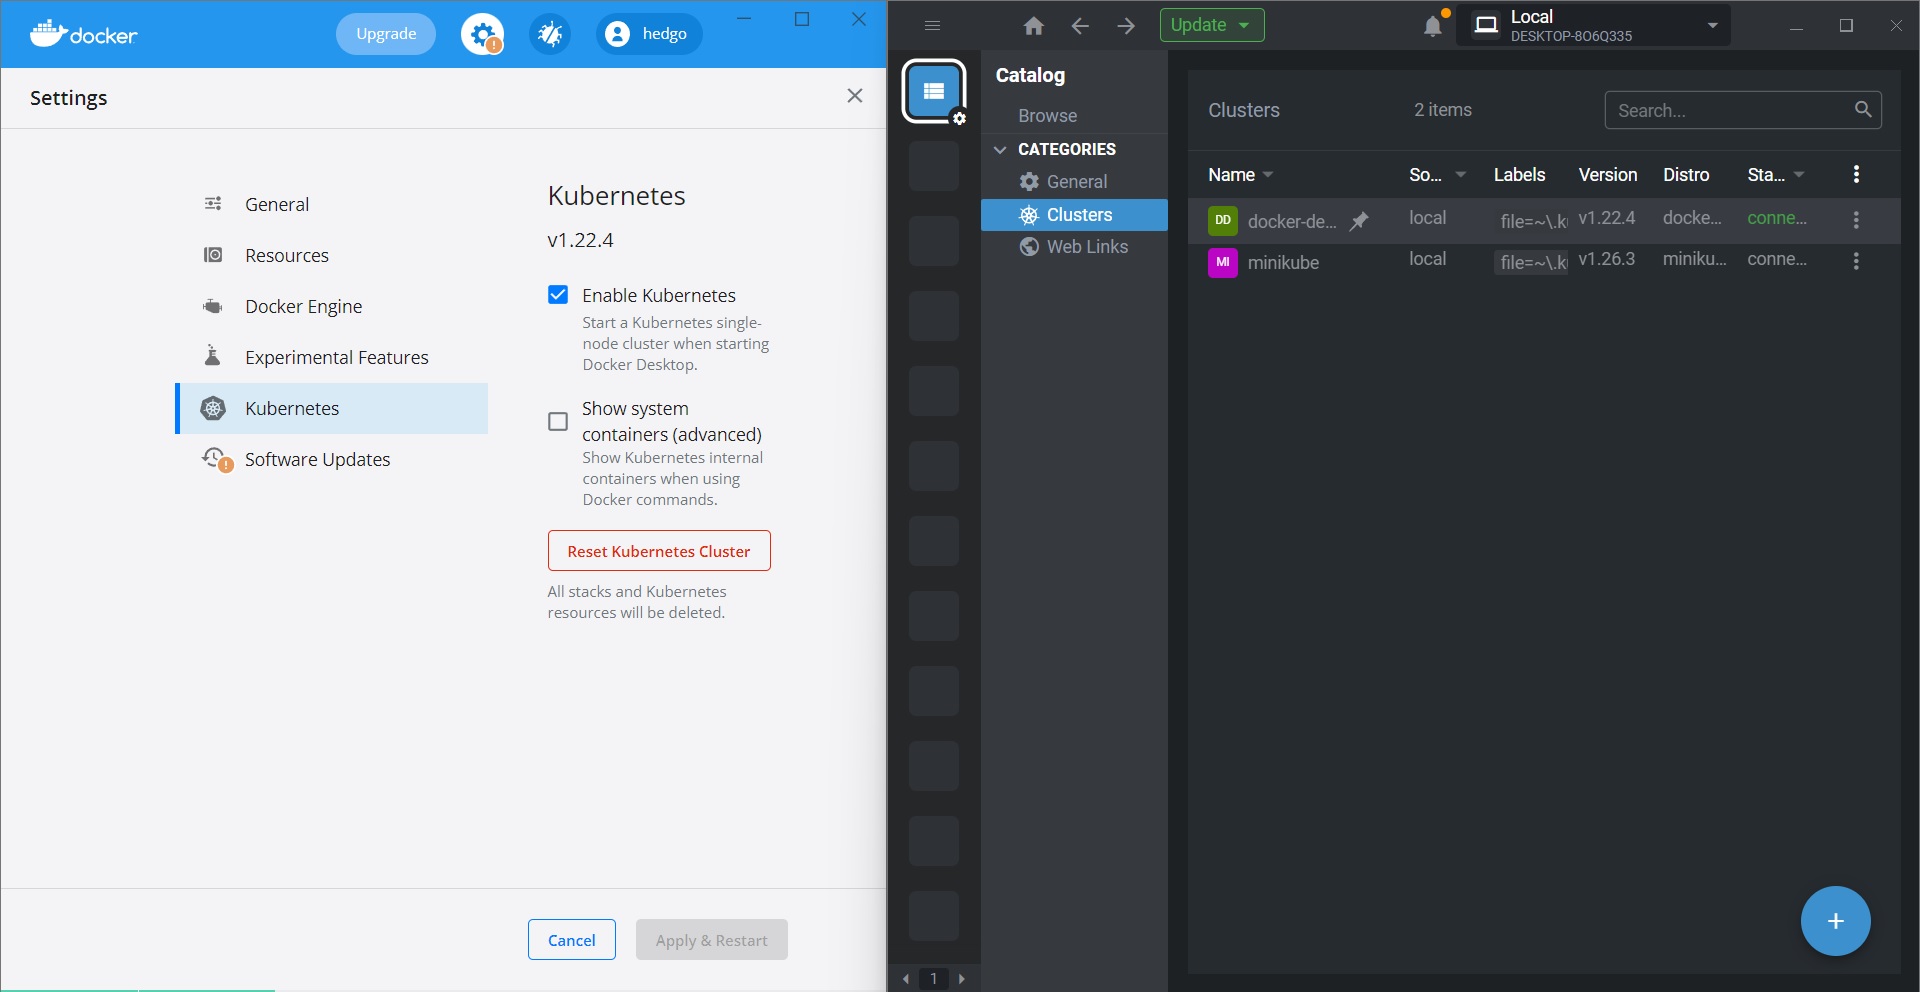 docker
Upgrade
hedgo
Settings
General
Resources
Docker Engine
Experimental Features
Kubernetes
Software Updates
Kubernetes
v1.22.4
Enable Kubernetes
Start a Kubernetes single-
node cluster when starting
Docker Desktop.
Show system
containers (advanced)
Show Kubernetes internal
containers when using
Docker commands.
Reset Kubernetes Cluster
All stacks and Kubernetes
resources will be deleted.
Cancel
Apply & Restart
Update
Local
DESKTOP-8O6Q335
Catalog
Browse
CATEGORIES
General
Clusters
Web Links
1
Clusters
2 items
Search...
Name So... Labels Version Distro Sta...
DD docker-de... local file=~\.k v1.22.4 docke... conne...
MI minikube local file=~\.k v1.26.3 miniku... conne...